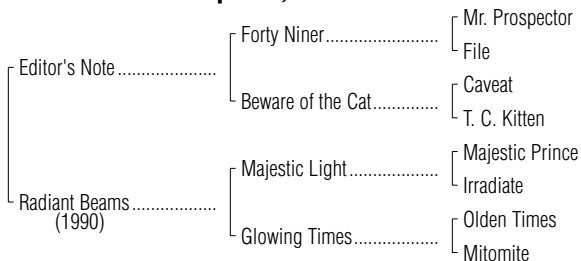 Mr. Prospector
Forty Niner
File
Editor's Note
Caveat
Beware of the Cat
T. C. Kitten
Majestic Prince
Majestic Light
Irradiate
Radiant Beams
(1990)
Olden Times
Glowing Times
Mitomite